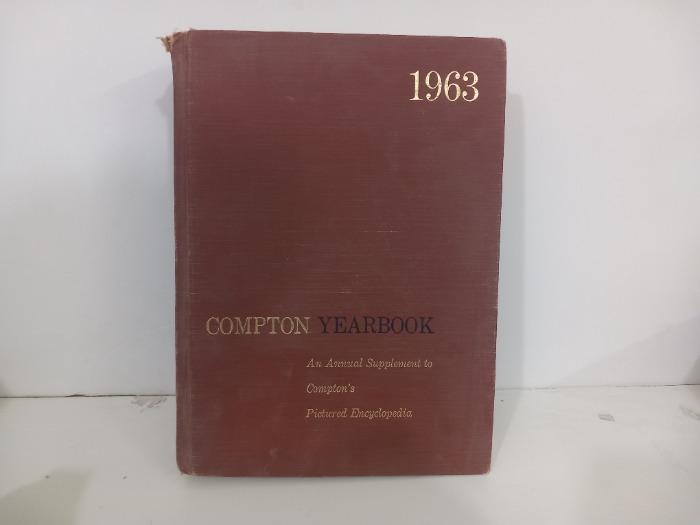 1963
COMPTON YEARBOOK
An Annual Supplement to
Compton's
Pictured Encyclopedia